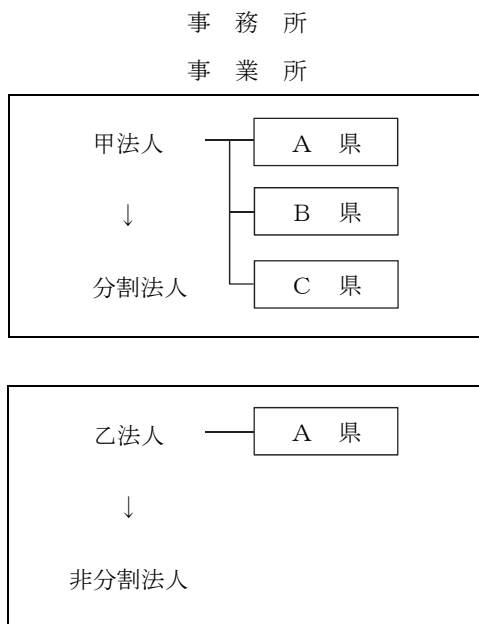 事 務 所
事 業 所
甲法人
A 県
↓
B 県
分割法人
C 県
乙法人
A 県
↓
非分割法人